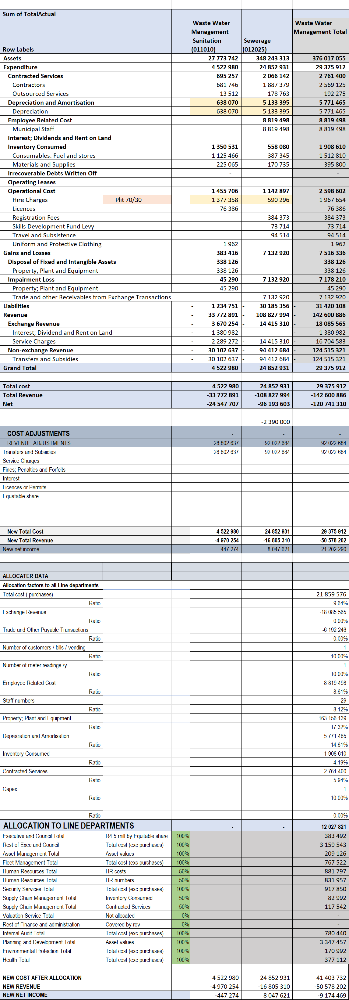 Sum of TotalActual
Waste Water Management Waste Water Management Total
Row Labels Sanitation (011010) Sewerage (012025)
Assets 27 773 742 348 243 313 376 017 055
Expenditure 4 522 980 24 852 931 29 375 912
Contracted Services 695 257 2 066 142 2 761 400
Contractors 681 746 1 887 379 2 569 125
Outsourced Services 13 512 178 763 192 275
Depreciation and Amortisation 638 070 5 133 395 5 771 465
Depreciation 638 070 5 133 395 5 771 465
Employee Related Cost 8 819 498 8 819 498
Municipal Staff 8 819 498 8 819 498
Interest; Dividends and Rent on Land
Inventory Consumed 1 350 531 558 080 1 908 610
Consumables: Fuel and stores 1 125 466 387 345 1 512 810
Materials and Supplies 225 065 170 735 395 800
Irrecoverable Debts Written Off - -
Operating Leases
Operational Cost 1 455 706 1 142 897 2 598 602
Hire Charges Plit 70/30 1 377 358 590 296 1 967 654
Licences 76 386 - 76 386
Registration Fees 384 373 384 373
Skills Development Fund Levy 73 714 73 714
Travel and Subsistence 94 514 94 514
Uniform and Protective Clothing 1 962 1 962
Gains and Losses 383 416 7 132 920 7 516 336
Disposal of Fixed and Intangible Assets 338 126 338 126
Property; Plant and Equipment 338 126 338 126
Impairment Loss 45 290 7 132 920 7 178 210
Property; Plant and Equipment 45 290 45 290
Trade and other Receivables from Exchange Transactions 7 132 920 7 132 920
Liabilities - 1 234 751 - 30 185 356 - 31 420 108
Revenue - 33 772 891 - 108 827 994 - 142 600 886
Exchange Revenue - 3 670 254 - 14 415 310 - 18 085 565
Interest; Dividend and Rent on Land - 1 380 982 - 1 380 982
Service Charges - 2 289 272 - 14 415 310 - 16 704 583
Non-exchange Revenue - 30 102 637 - 94 412 684 - 124 515 321
Transfers and Subsidies - 30 102 637 - 94 412 684 - 124 515 321
Grand Total 4 522 980 24 852 931 29 375 912
Total cost 4 522 980 24 852 931 29 375 912
Total Revenue -33 772 891 -108 827 994 -142 600 886
Net -24 547 707 -96 193 603 -120 741 310
-2 390 000
COST ADJUSTMENTS - - -
REVENUE ADJUSTMENTS 28 802 637 92 022 684 92 022 684
Transfers and Subsidies 28 802 637 92 022 684 92 022 684
Service Charges
Fines; Penalties and Forfeits
Interest
Licences or Permits
Equatable share
New Total Cost 4 522 980 24 852 931 29 375 912
New Total Revenue -4 970 254 -16 805 310 -50 578 202
New net income -447 274 8 047 621 -21 202 290
ALLOCATER DATA
Allocation factors to all Line departments
Total cost (-purchases) 21 859 576
Ratio 9.64%
Exchange Revenue -18 085 565
Ratio 0.00%
Trade and Other Payable Transactions -6 192 246
Ratio 0.00%
Number of customers / bills / vending 1
Ratio 10.00%
Number of meter readings /y 1
Ratio 10.00%
Employee Related Cost 8 819 498
Ratio 8.61%
Staff numbers - - 29
Ratio 8.12%
Property; Plant and Equipment 163 156 139
Ratio 17.32%
Depreciation and Amortisation 5 771 465
Ratio 14.61%
Inventory Consumed 1 908 610
Ratio 4.19%
Contracted Services 2 761 400
Ratio 5.94%
Capex 1
Ratio 10.00%
Ratio 0.00%
ALLOCATION TO LINE DEPARTMENTS - - 12 027 821
Executive and Council Total R4.5 mill by Equitable share 100% 383 492
Rest of Exec and Council Total cost (exc purchases) 100% 3 159 543
Asset Management Total Asset values 100% 209 126
Fleet Management Total Total cost (exc purchases) 100% 767 522
Human Resources Total HR costs 50% 881 797
Human Resources Total HR numbers 50% 831 957
Security Services Total Total cost (exc purchases) 100% 917 850
Supply Chain Management Total Inventory Consumed 50% 82 992
Supply Chain Management Total Contracted Services 50% 117 542
Valuation Service Total Not allocated 0% -
Rest of Finance and administration Covered by rev 0% -
Internal Audit Total Total cost (exc purchases) 100% 780 440
Planning and Development Total Asset values 100% 3 347 457
Environmental Protection Total Total cost (exc purchases) 100% 170 992
Health Total Total cost (exc purchases) 100% 377 112
NEW COST AFTER ALLOCATION 4 522 980 24 852 931 41 403 732
NEW REVENUE -4 970 254 -16 805 310 -50 578 202
NEW NET INCOME -447 274 8 047 621 -9 174 469